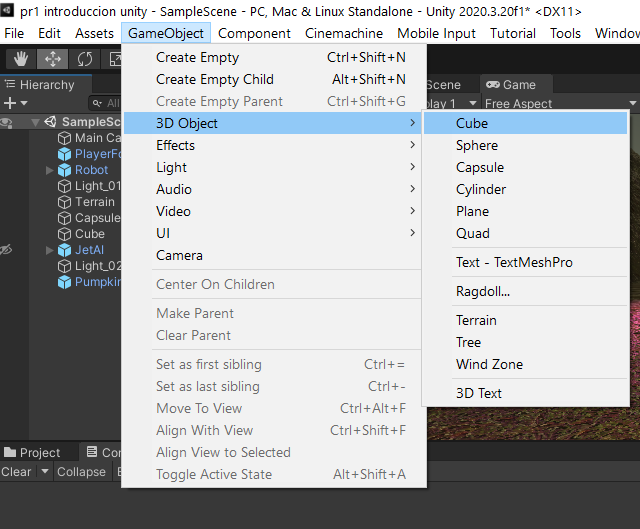 pr1 introduccion unity - SampleScene - PC, Mac & Linux Standalone - Unity 2020.3.20f1* <DX11>
File Edit Assets GameObject Component Cinemachine Mobile Input Tutorial Tools Window
Hierarchy
All
Scene
Game
Display 1
Free Aspect
SampleSce
Main Ca
PlayerFo
Robot
Light_01
Terrain
Capsule
Cube
JetAI
Light_02
Pumpkin
Create Empty Ctrl+Shift+N
Create Empty Child Alt+Shift+N
Create Empty Parent Ctrl+Shift+G
3D Object
Effects
Light
Audio
Video
UI
Camera
Center On Children
Make Parent
Clear Parent
Set as first sibling Ctrl+=
Set as last sibling Ctrl+-
Move To View Ctrl+Alt+F
Align With View Ctrl+Shift+F
Align View to Selected
Toggle Active State Alt+Shift+A
Cube
Sphere
Capsule
Cylinder
Plane
Quad
Text - TextMeshPro
Ragdoll...
Terrain
Tree
Wind Zone
3D Text
Project
Con
Clear Collapse